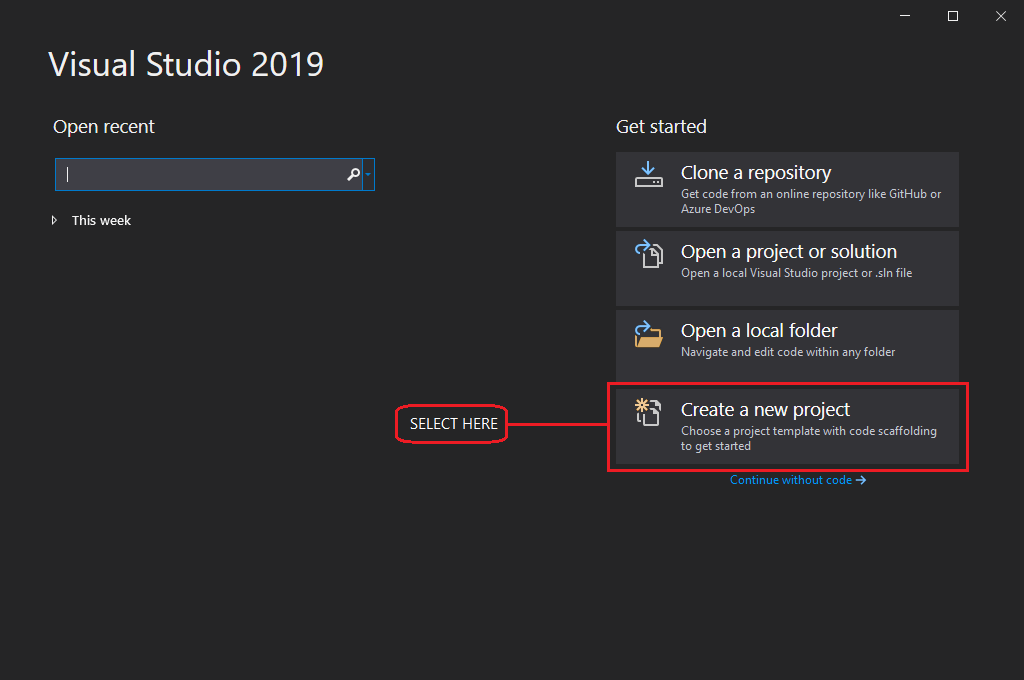 Visual Studio 2019
Open recent
This week
Get started
Clone a repository
Get code from an online repository like GitHub or
Azure DevOps
Open a project or solution
Open a local Visual Studio project or .sln file
Open a local folder
Navigate and edit code within any folder
SELECT HERE
Create a new project
Choose a project template with code scaffolding
to get started
Continue without code